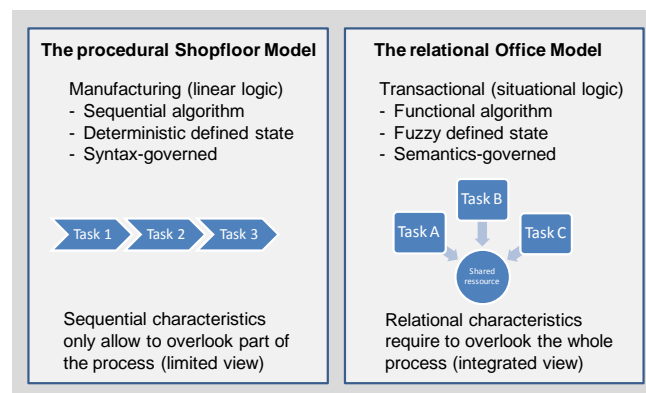 The procedural Shopfloor Model
Manufacturing (linear logic)
- Sequential algorithm
- Deterministic defined state
- Syntax-governed
Task 1
Task 2
Task 3
Sequential characteristics
only allow to overlook part of
the process (limited view)
The relational Office Model
Transactional (situational logic)
- Functional algorithm
- Fuzzy defined state
- Semantics-governed
Task B
Task A
Task C
Shared
ressource
Relational characteristics
require to overlook the whole
process (integrated view)